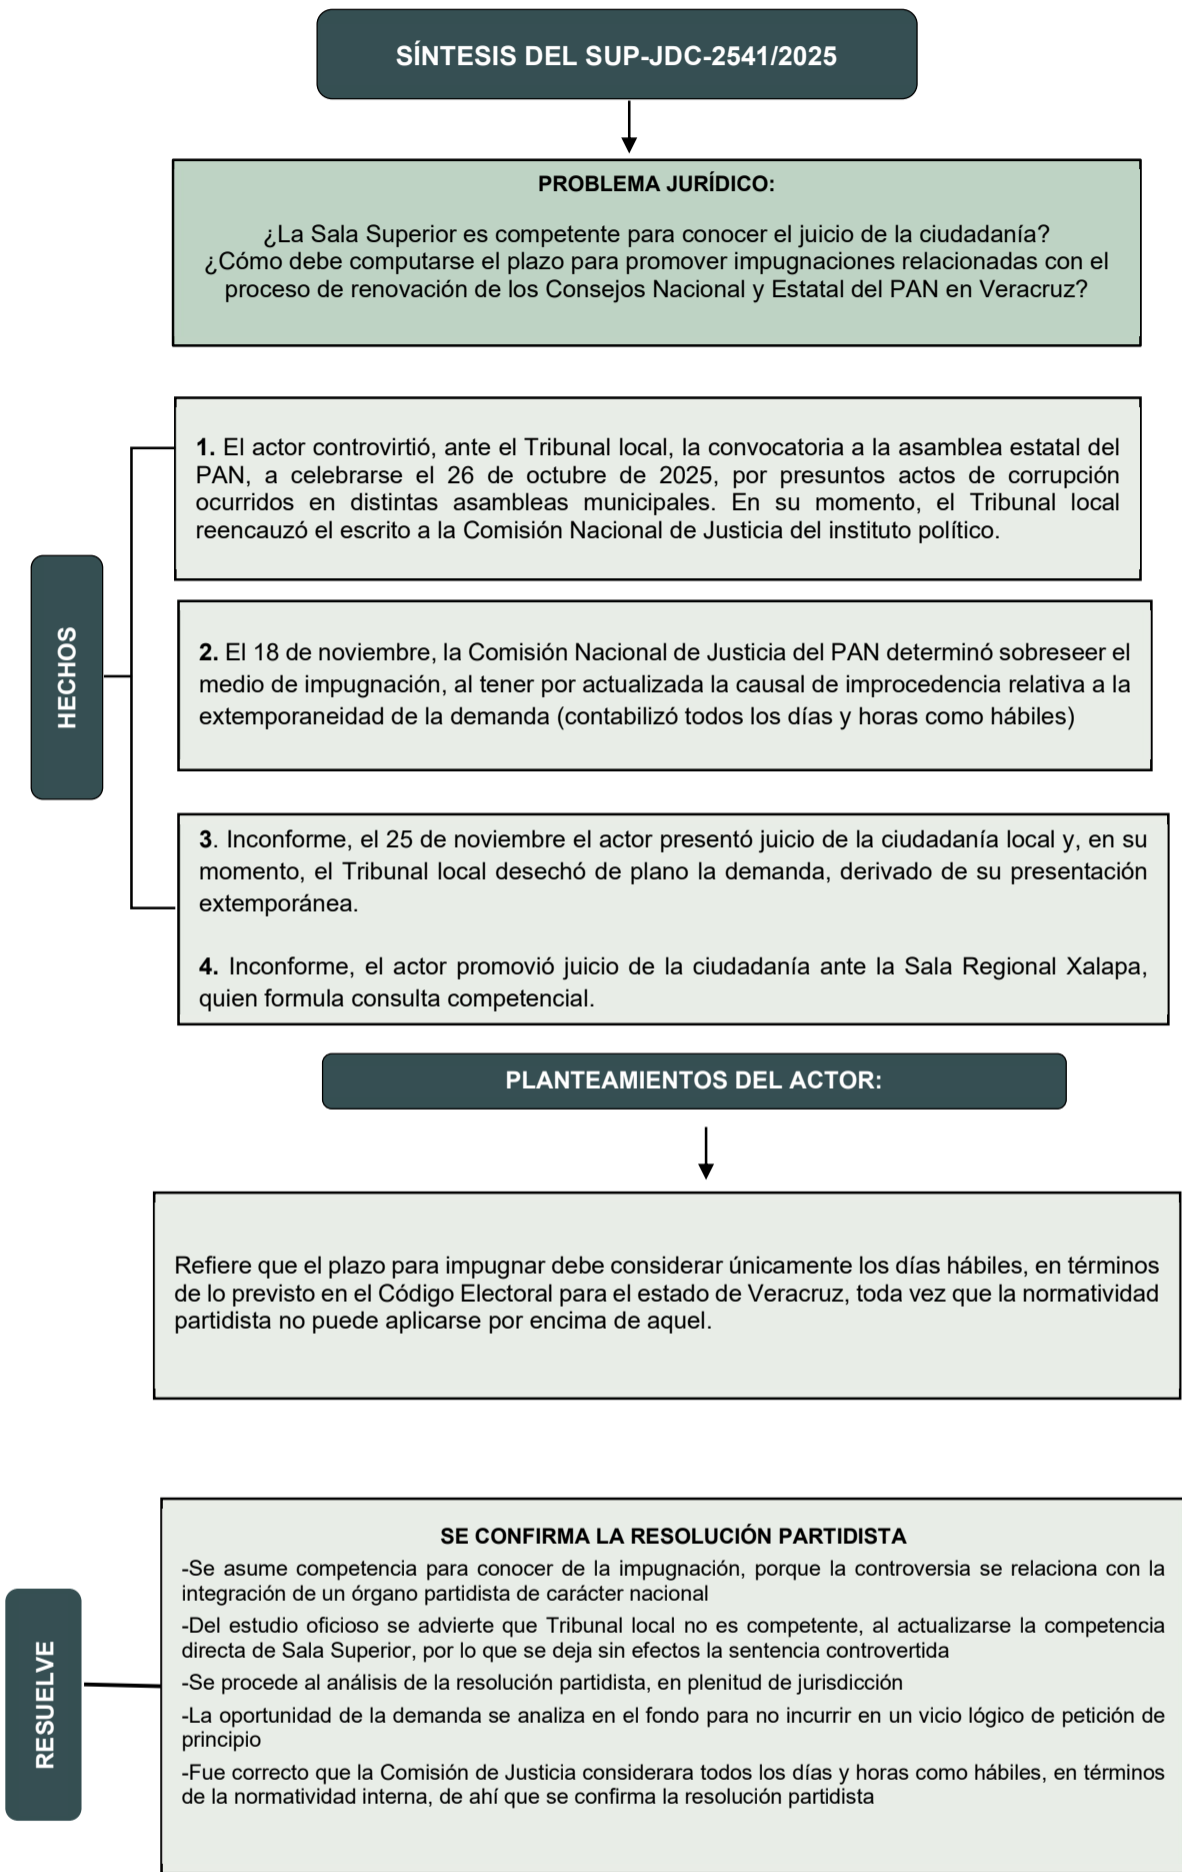 SÍNTESIS DEL SUP-JDC-2541/2025
PROBLEMA JURÍDICO:
¿La Sala Superior es competente para conocer el juicio de la ciudadanía?
¿Cómo debe computarse el plazo para promover impugnaciones relacionadas con el
proceso de renovación de los Consejos Nacional y Estatal del PAN en Veracruz?
HECHOS
1. El actor controvirtió, ante el Tribunal local, la convocatoria a la asamblea estatal del
PAN, a celebrarse el 26 de octubre de 2025, por presuntos actos de corrupción
ocurridos en distintas asambleas municipales. En su momento, el Tribunal local
reencauzó el escrito a la Comisión Nacional de Justicia del instituto político.
2. El 18 de noviembre, la Comisión Nacional de Justicia del PAN determinó sobreseer el
medio de impugnación, al tener por actualizada la causal de improcedencia relativa a la
extemporaneidad de la demanda (contabilizó todos los días y horas como hábiles)
3. Inconforme, el 25 de noviembre el actor presentó juicio de la ciudadanía local y, en su
momento, el Tribunal local desechó de plano la demanda, derivado de su presentación
extemporánea.
4. Inconforme, el actor promovió juicio de la ciudadanía ante la Sala Regional Xalapa,
quien formula consulta competencial.
PLANTEAMIENTOS DEL ACTOR:
Refiere que el plazo para impugnar debe considerar únicamente los días hábiles, en términos
de lo previsto en el Código Electoral para el estado de Veracruz, toda vez que la normatividad
partidista no puede aplicarse por encima de aquel.
RESUELVE
SE CONFIRMA LA RESOLUCIÓN PARTIDISTA
-Se asume competencia para conocer de la impugnación, porque la controversia se relaciona con la
integración de un órgano partidista de carácter nacional
-Del estudio oficioso se advierte que Tribunal local no es competente, al actualizarse la competencia
directa de Sala Superior, por lo que se deja sin efectos la sentencia controvertida
-Se procede al análisis de la resolución partidista, en plenitud de jurisdicción
-La oportunidad de la demanda se analiza en el fondo para no incurrir en un vicio lógico de petición de
principio
-Fue correcto que la Comisión de Justicia considerara todos los días y horas como hábiles, en términos
de la normatividad interna, de ahí que se confirma la resolución partidista